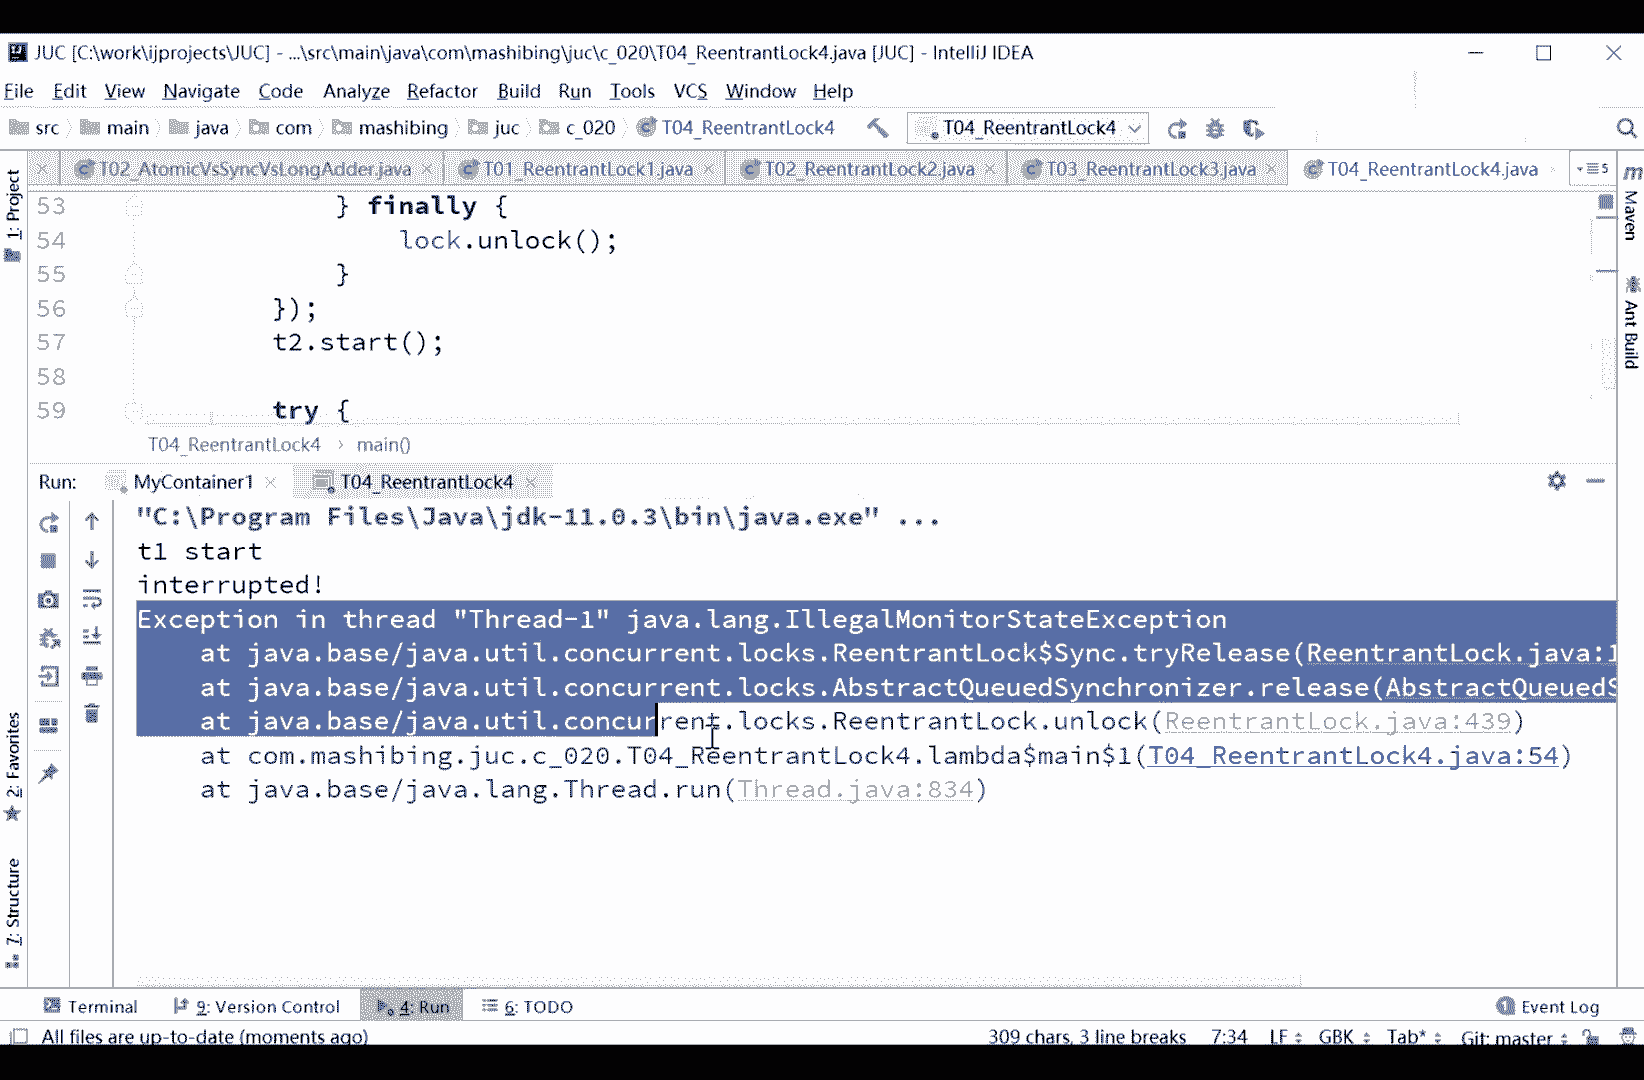 JUC [C:\work\ijprojects\JUC] - ...\src\main\java\com\mashibing\juc\c_020\T04_ReentrantLock4.java [JUC] - IntelliJ IDEA
File Edit View Navigate Code Analyze Refactor Build Run Tools VCS Window Help
src main java com mashibing juc c_020 T04_ReentrantLock4 T04_ReentrantLock4
T02_AtomicVsSyncVsLongAdder.java T01_ReentrantLock1.java T02_ReentrantLock2.java T03_ReentrantLock3.java T04_ReentrantLock4.java 5
1: Project
Maven
Ant Build
53 } finally {
54 lock.unlock();
55 }
56 });
57 t2.start();
58
59 try {
T04_ReentrantLock4 › main()
Run: MyContainer1 T04_ReentrantLock4
"C:\Program Files\Java\jdk-11.0.3\bin\java.exe" ...
t1 start
interrupted!
Exception in thread "Thread-1" java.lang.IllegalMonitorStateException
at java.base/java.util.concurrent.locks.ReentrantLock$Sync.tryRelease(ReentrantLock.java:1
at java.base/java.util.concurrent.locks.AbstractQueuedSynchronizer.release(AbstractQueuedS
at java.base/java.util.concurrent.locks.ReentrantLock.unlock(ReentrantLock.java:439)
at com.mashibing.juc.c_020.T04_ReentrantLock4.lambda$main$1(T04_ReentrantLock4.java:54)
at java.base/java.lang.Thread.run(Thread.java:834)
2: Favorites
7: Structure
Terminal 9: Version Control 4: Run 6: TODO 1 Event Log
All files are up-to-date (moments ago) 309 chars, 3 line breaks 7:34 LF GBK Tab* Git: master